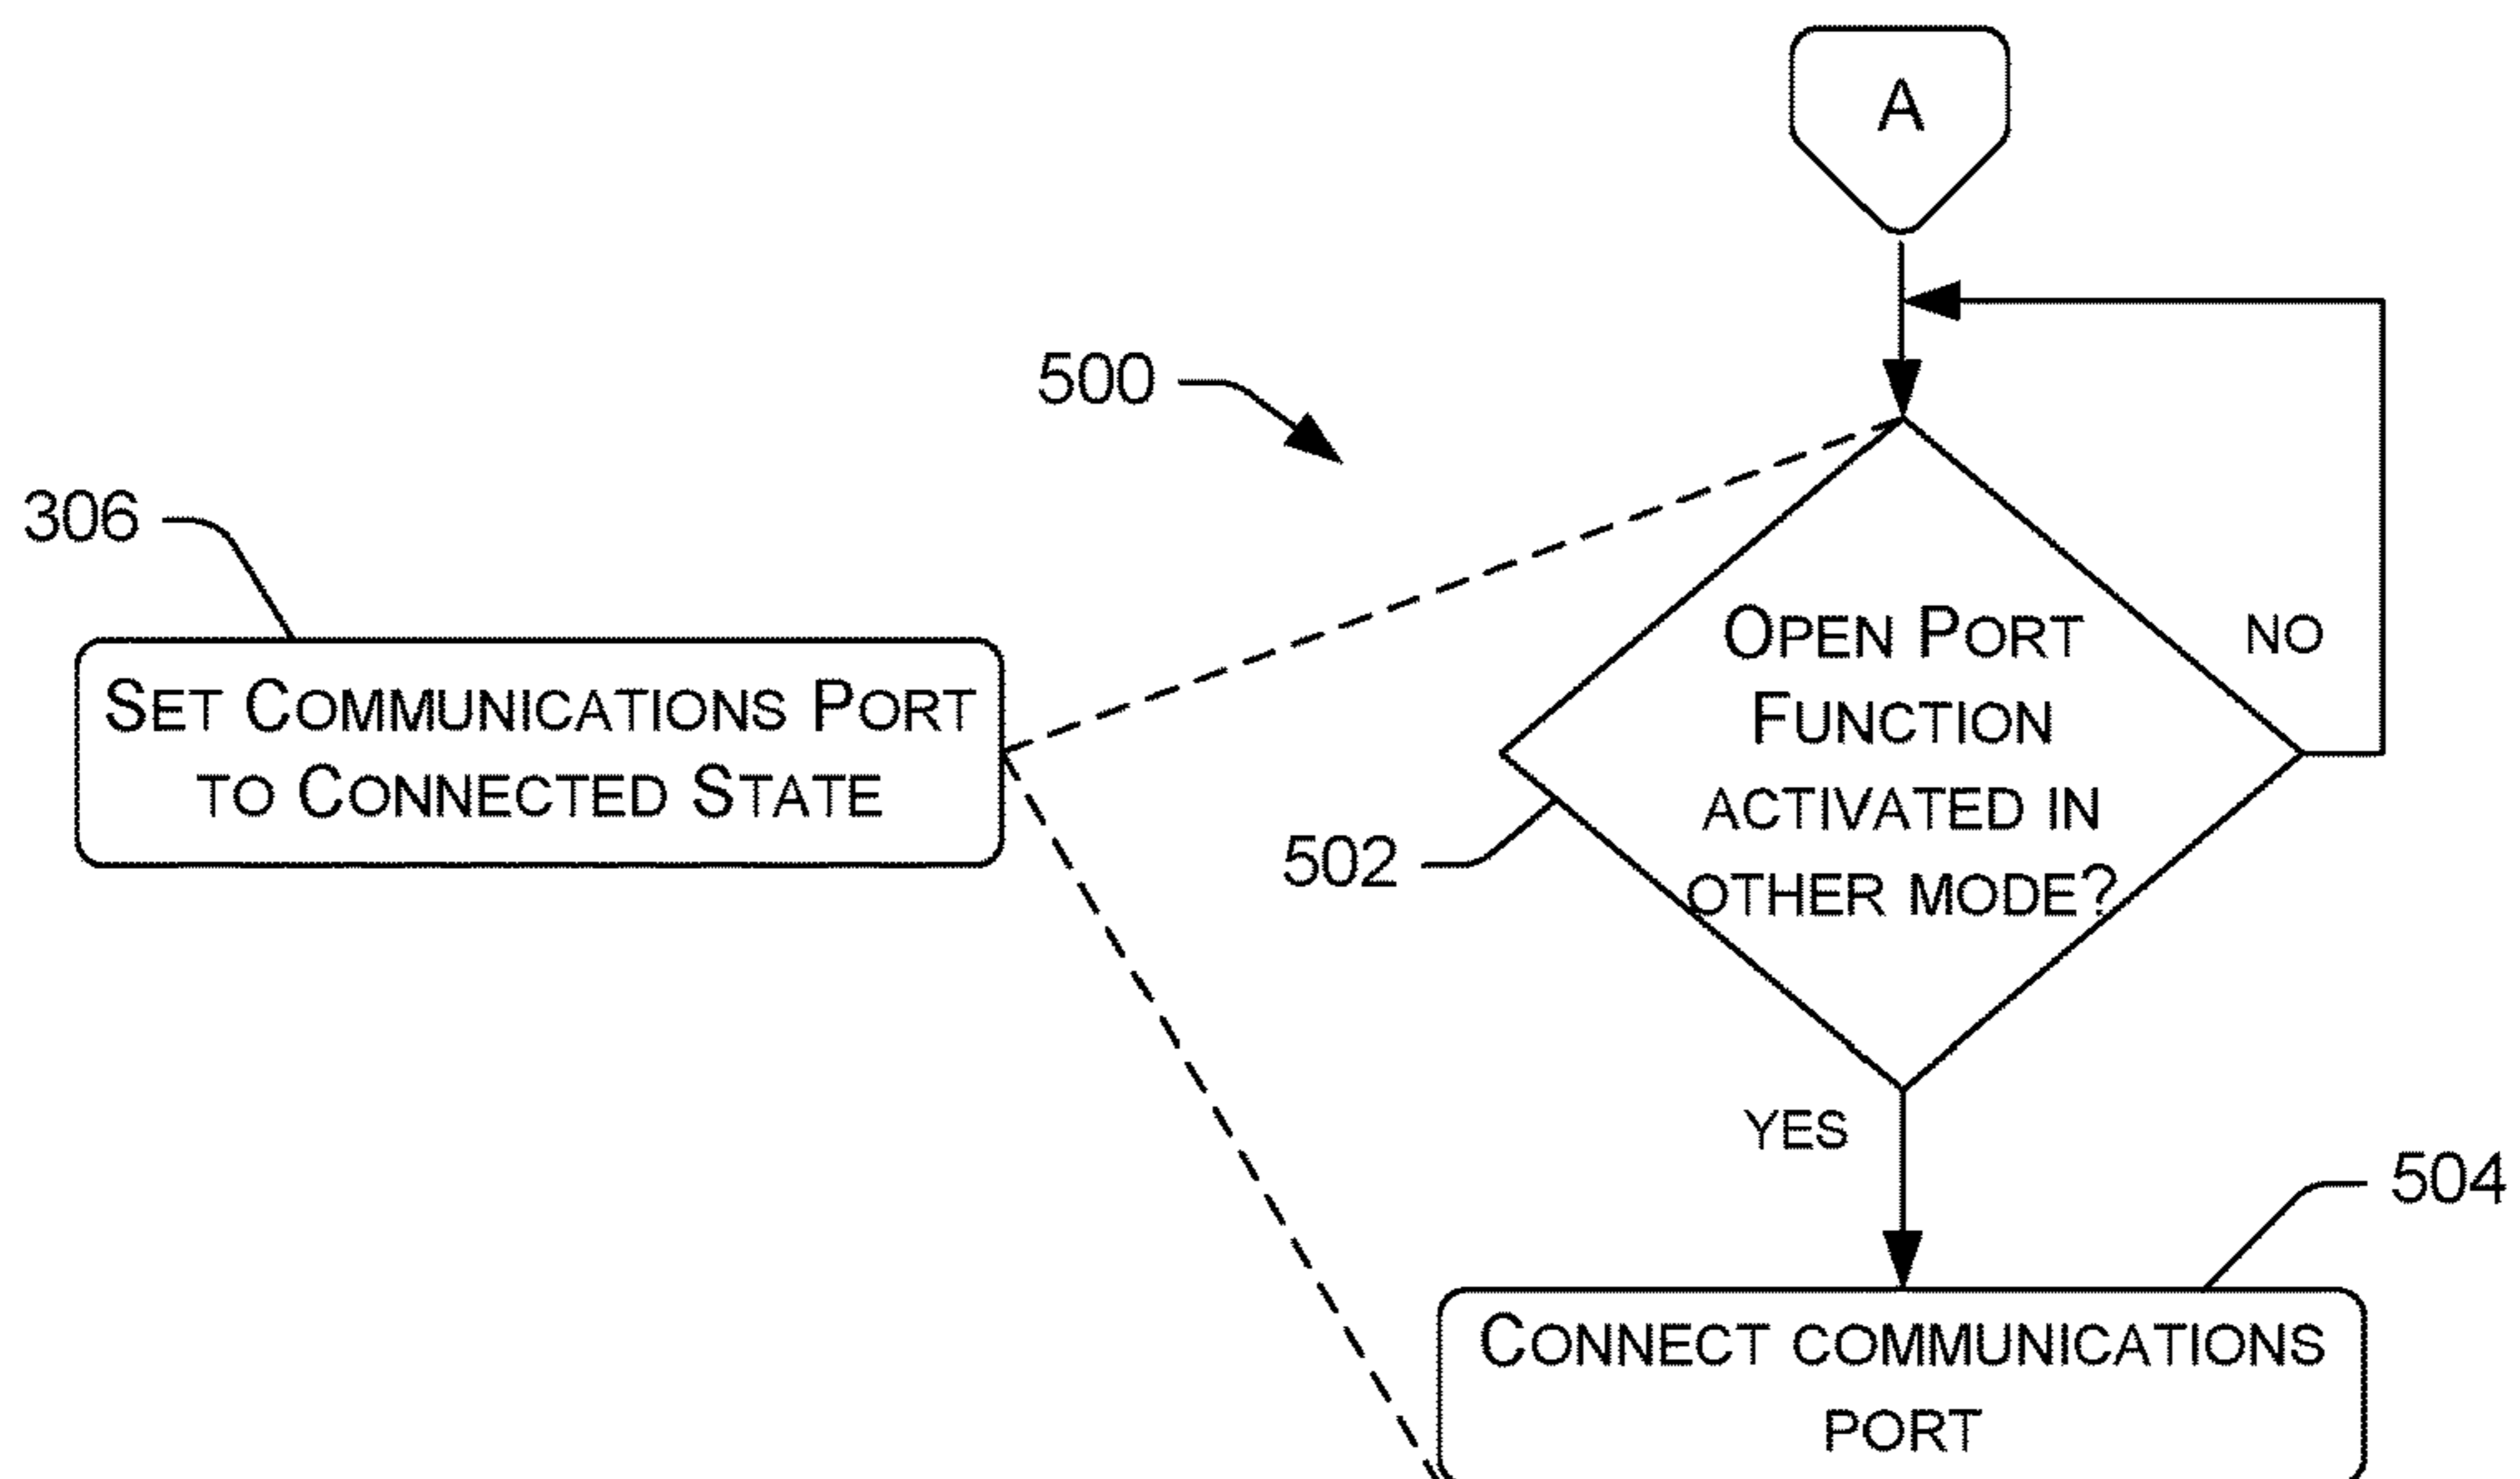 A
500
306
SET COMMUNICATIONS PORT
TO CONNECTED STATE
OPEN PORT
FUNCTION
ACTIVATED IN
OTHER MODE?
NO
502
YES
504
CONNECT COMMUNICATIONS
PORT